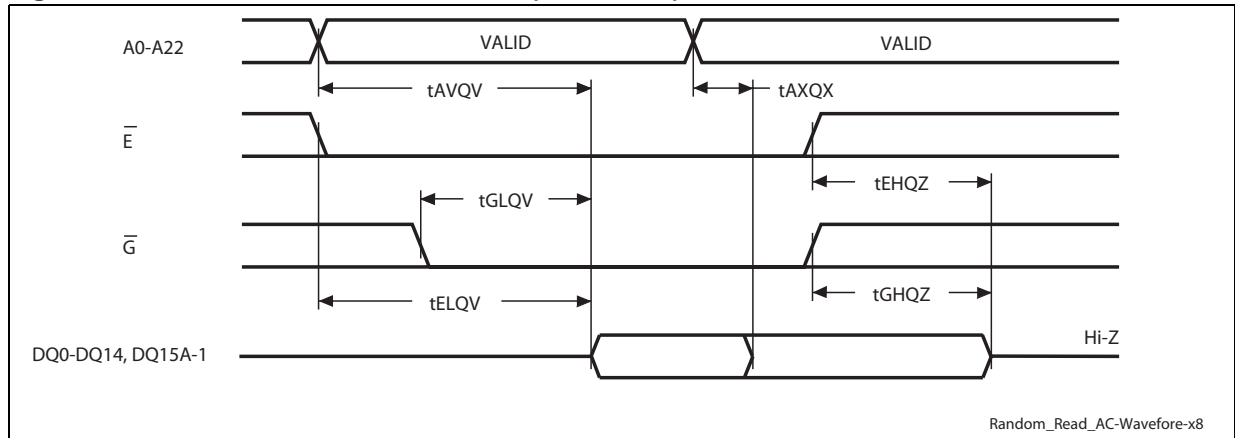 A0-A22
VALID
VALID
tAVQV
tAXQX
E̅
tEHQZ
tGLQV
G̅
tGHQZ
tELQV
Hi-Z
DQ0-DQ14, DQ15A-1
Random_Read_AC-Wavefore-x8